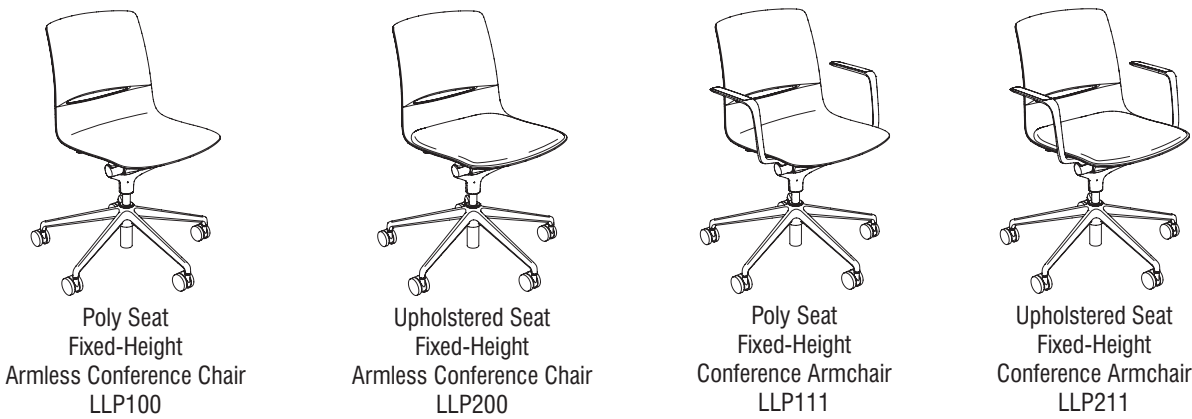 Poly Seat
Fixed-Height
Armless Conference Chair
LLP100
Upholstered Seat
Fixed-Height
Armless Conference Chair
LLP200
Poly Seat
Fixed-Height
Conference Armchair
LLP111
Upholstered Seat
Fixed-Height
Conference Armchair
LLP211